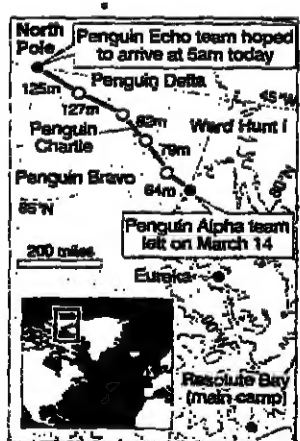 North
Pole
Penguin Echo team hoped
to arrive at 5am today
Penguin Delta
125m
127m
Penguin
Charlie
82m
79m
Ward Hunt I
Penguin Bravo
64m
85°N
Penguin Alpha team
left on March 14
200 miles
Eureka
Resolute Bay
(main camp)